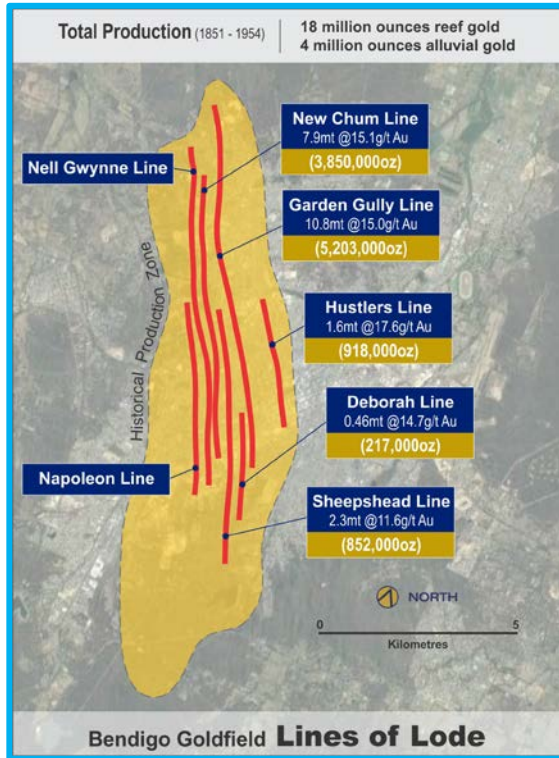 Total Production (1851 - 1954)
18 million ounces reef gold
4 million ounces alluvial gold
New Chum Line
7.9mt @15.1g/t Au
(3,850,000oz)
Nell Gwynne Line
Garden Gully Line
10.8mt @15.0g/t Au
(5,203,000oz)
Historical Production Zone
Hustlers Line
1.6mt @17.6g/t Au
(918,000oz)
Deborah Line
0.46mt @14.7g/t Au
(217,000oz)
Napoleon Line
Sheepshead Line
2.3mt @11.6g/t Au
(852,000oz)
NORTH
0 5
Kilometres
Bendigo Goldfield Lines of Lode